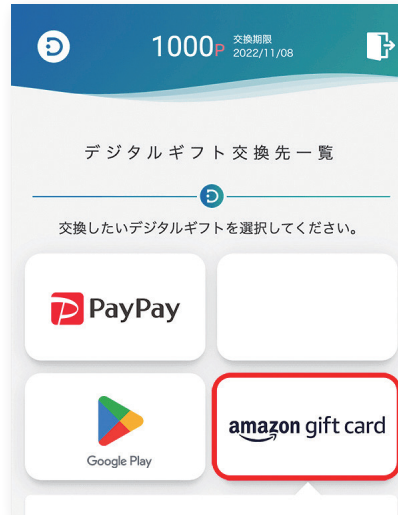 1000P 交換期限
2022/11/08
デジタルギフト交換先一覧
交換したいデジタルギフトを選択してください。
PayPay
Google Play
amazon gift card